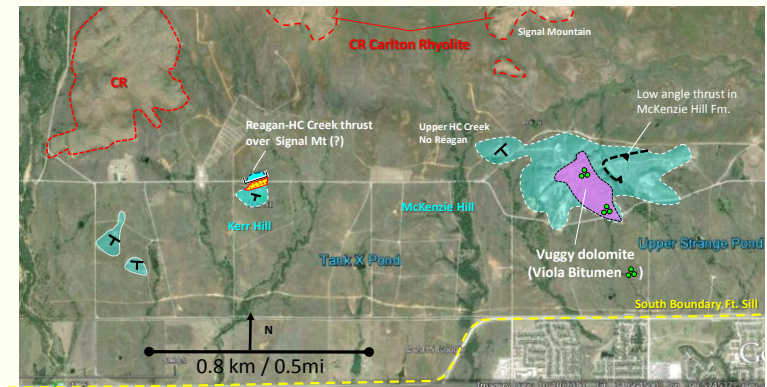 Signal Mountain
CR Carlton Rhyolite
CR
Low angle thrust in
McKenzie Hill Fm.
Reagan-HC Creek thrust
over Signal Mt (?)
Upper HC Creek
No Reagan
McKenzie Hill
Kerr Hill
Upper Strange Pond
Tank X Pond
Vuggy dolomite
(Viola Bitumen )
South Boundary Ft. Sill
N
0.8 km / 0.5mi
© 2015 Google